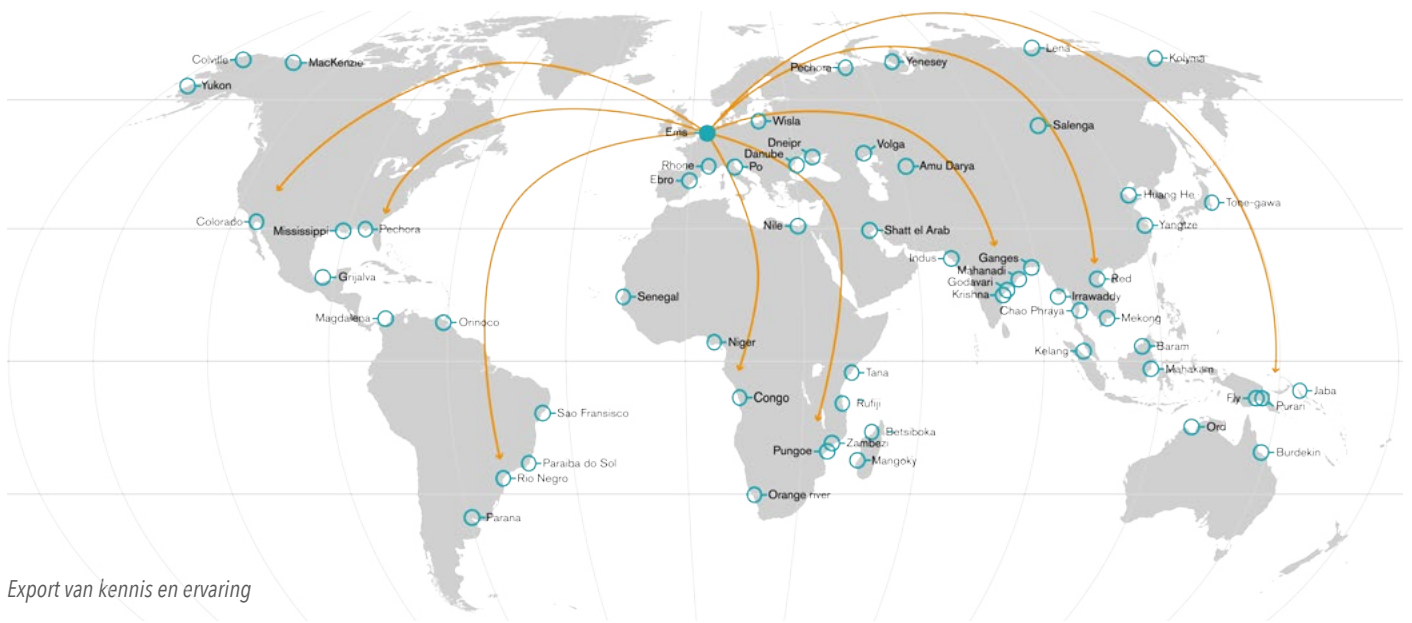 Colville
MacKenzie
Yukon
Lena
Kolyma
Pechora
Yenesey
Ems
Wisla
Salenga
Dneipr
Volga
Danube
Rhone
Po
Amu Darya
Ebro
Huang He
Tone-gawa
Colorado
Mississippi
Pechora
Nile
Shatt el Arab
Yangtze
Indus
Ganges
Mahanadi
Grijalva
Godavari
Red
Krishna
Irrawaddy
Senegal
Chao Phraya
Mekong
Magdalena
Orinoco
Niger
Kelang
Baram
Mahakam
Tana
Jaba
Congo
Rufiji
Fly
Purari
Sao Fransisco
Ord
Betsiboka
Zambezi
Pungoe
Burdekin
Paraiba do Sol
Mangoky
Rio Negro
Orange river
Parana
Export van kennis en ervaring